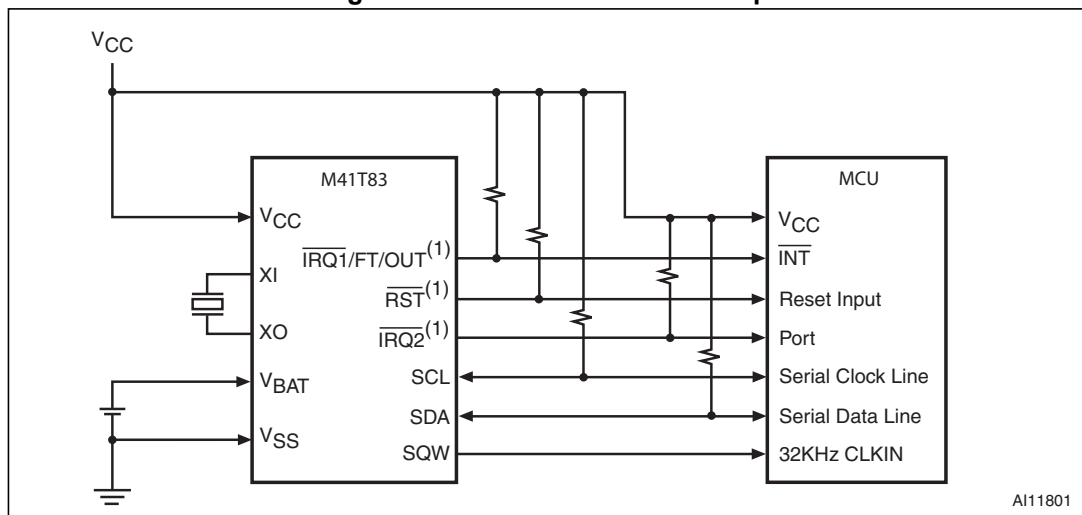 VCC
M41T83
MCU
VCC
VCC
IRQ1/FT/OUT(1)
INT
XI
RST(1)
Reset Input
XO
IRQ2(1)
Port
VBAT
SCL
Serial Clock Line
SDA
Serial Data Line
VSS
SQW
32KHz CLKIN
AI11801